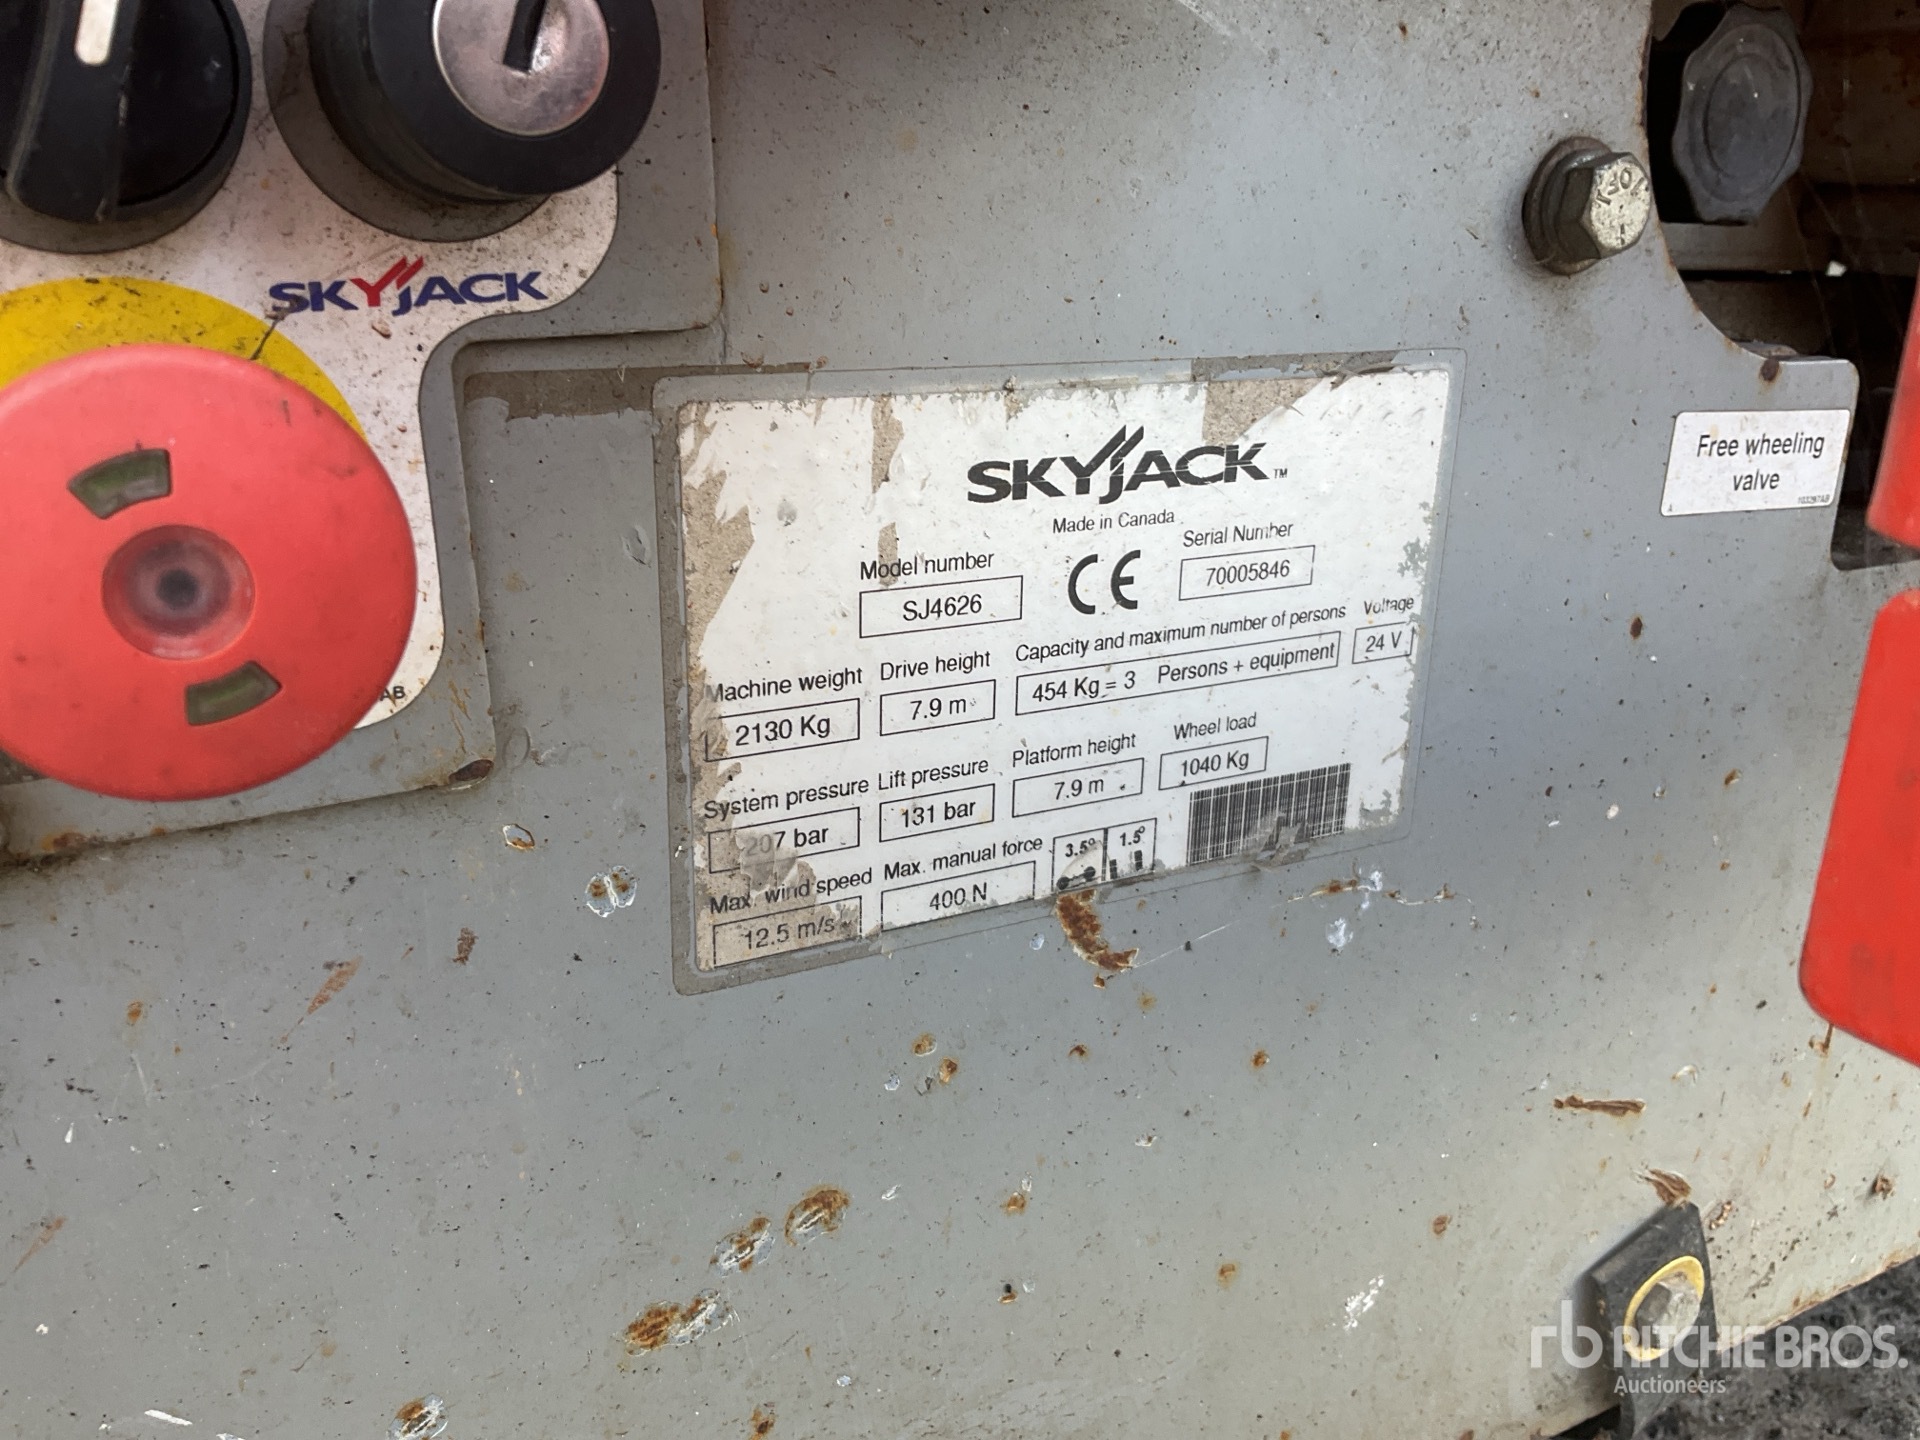 SKYJACK
AB
SKYJACK™
Made in Canada
Model number
SJ4626
CE
Serial Number
70005846
Machine weight
2130 Kg
Drive height
7.9 m
Capacity and maximum number of persons
454 Kg = 3 Persons + equipment
Voltage
24 V
System pressure
207 bar
Lift pressure
131 bar
Platform height
7.9 m
Wheel load
1040 Kg
Max. wind speed
12.5 m/s
Max. manual force
400 N
3.5°
1.5°
Free wheeling
valve
A
103297AB
rb RITCHIE BROS.
Auctioneers